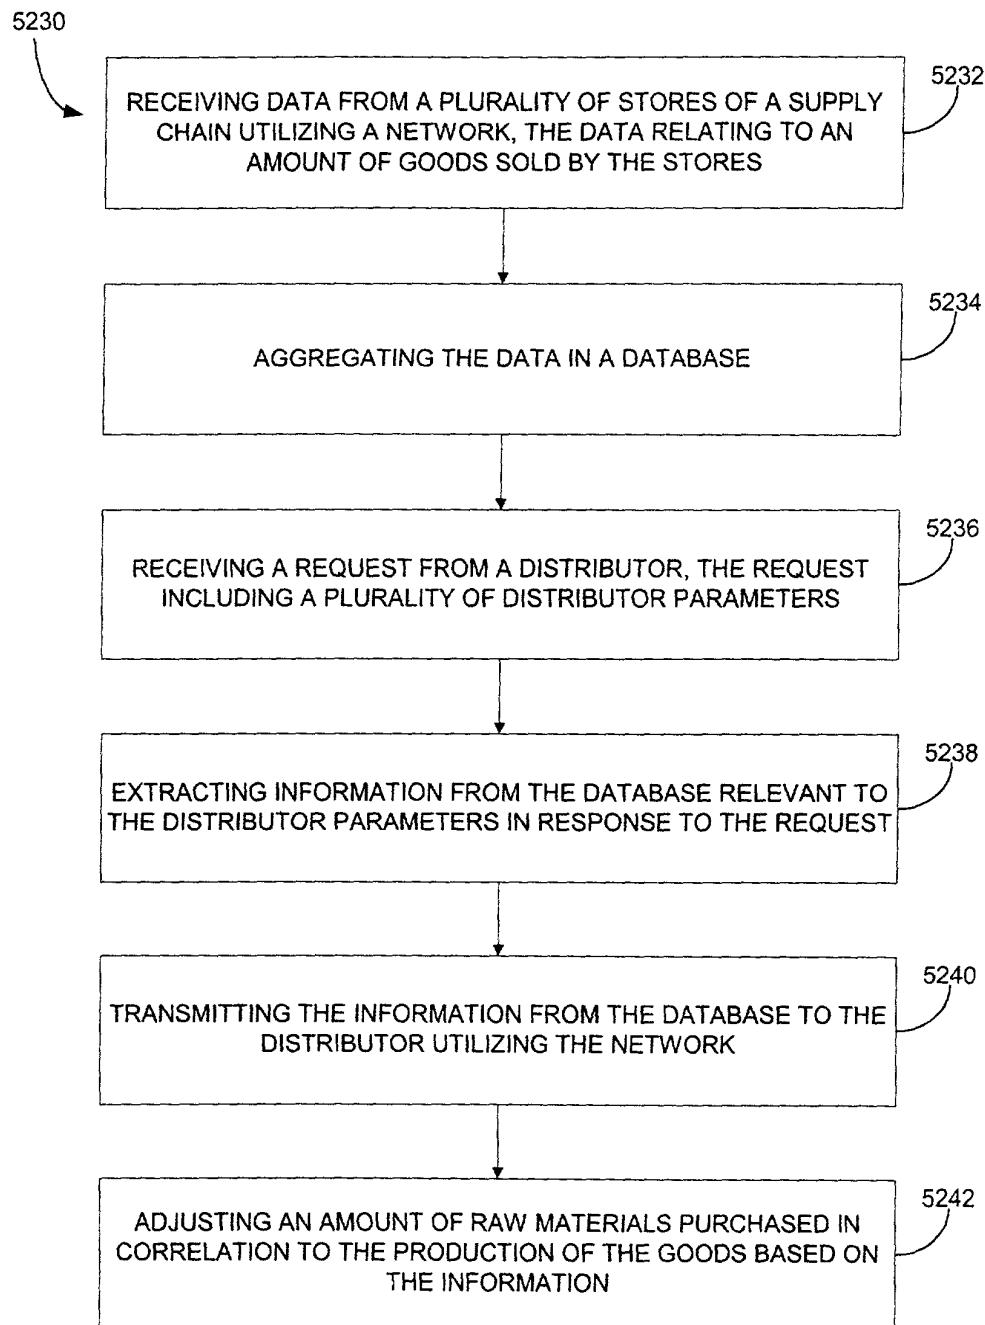 5230
5232
RECEIVING DATA FROM A PLURALITY OF STORES OF A SUPPLY
CHAIN UTILIZING A NETWORK, THE DATA RELATING TO AN
AMOUNT OF GOODS SOLD BY THE STORES
5234
AGGREGATING THE DATA IN A DATABASE
5236
RECEIVING A REQUEST FROM A DISTRIBUTOR, THE REQUEST
INCLUDING A PLURALITY OF DISTRIBUTOR PARAMETERS
5238
EXTRACTING INFORMATION FROM THE DATABASE RELEVANT TO
THE DISTRIBUTOR PARAMETERS IN RESPONSE TO THE REQUEST
5240
TRANSMITTING THE INFORMATION FROM THE DATABASE TO THE
DISTRIBUTOR UTILIZING THE NETWORK
5242
ADJUSTING AN AMOUNT OF RAW MATERIALS PURCHASED IN
CORRELATION TO THE PRODUCTION OF THE GOODS BASED ON
THE INFORMATION